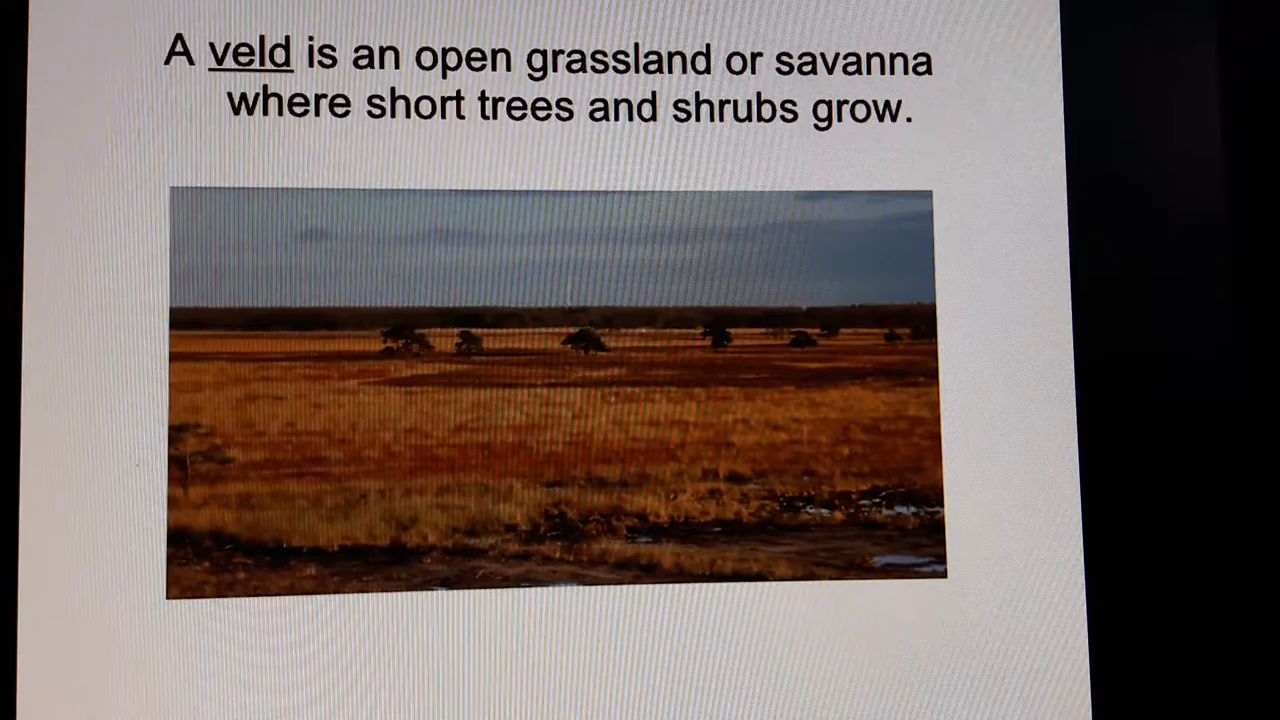 A veld is an open grassland or savanna
where short trees and shrubs grow.